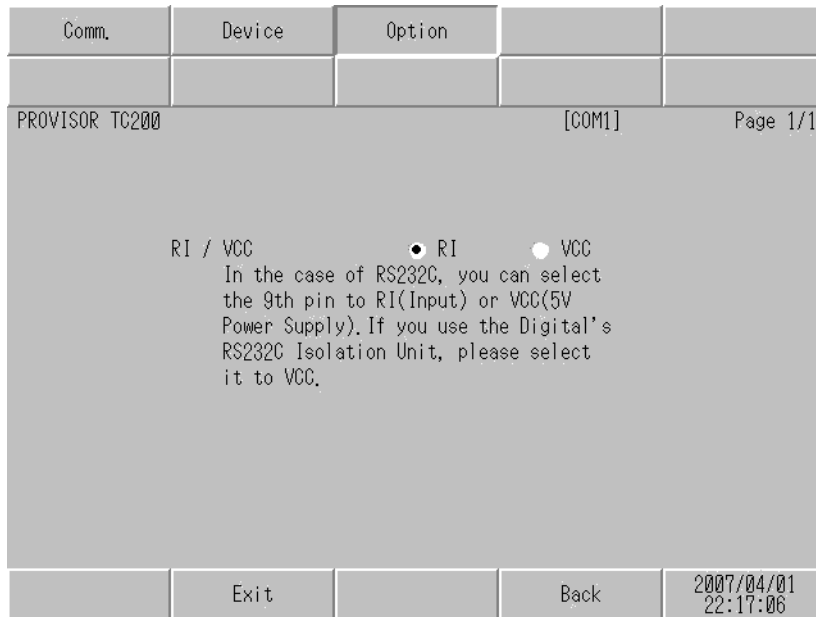 Comm. Device Option
PROVISOR TC200 [COM1] Page 1/1
RI / VCC RI VCC
In the case of RS232C, you can select
the 9th pin to RI(Input) or VCC(5V
Power Supply). If you use the Digital's
RS232C Isolation Unit, please select
it to VCC.
Exit Back 2007/04/01
22:17:06